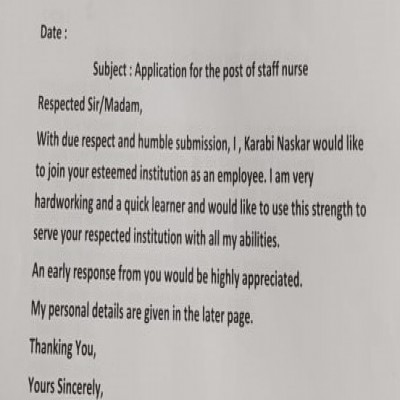 Date :
Subject : Application for the post of staff nurse
Respected Sir/Madam,
With due respect and humble submission, I , Karabi Naskar would like
to join your esteemed institution as an employee. I am very
hardworking and a quick learner and would like to use this strength to
serve your respected institution with all my abilities.
An early response from you would be highly appreciated.
My personal details are given in the later page.
Thanking You,
Yours Sincerely,